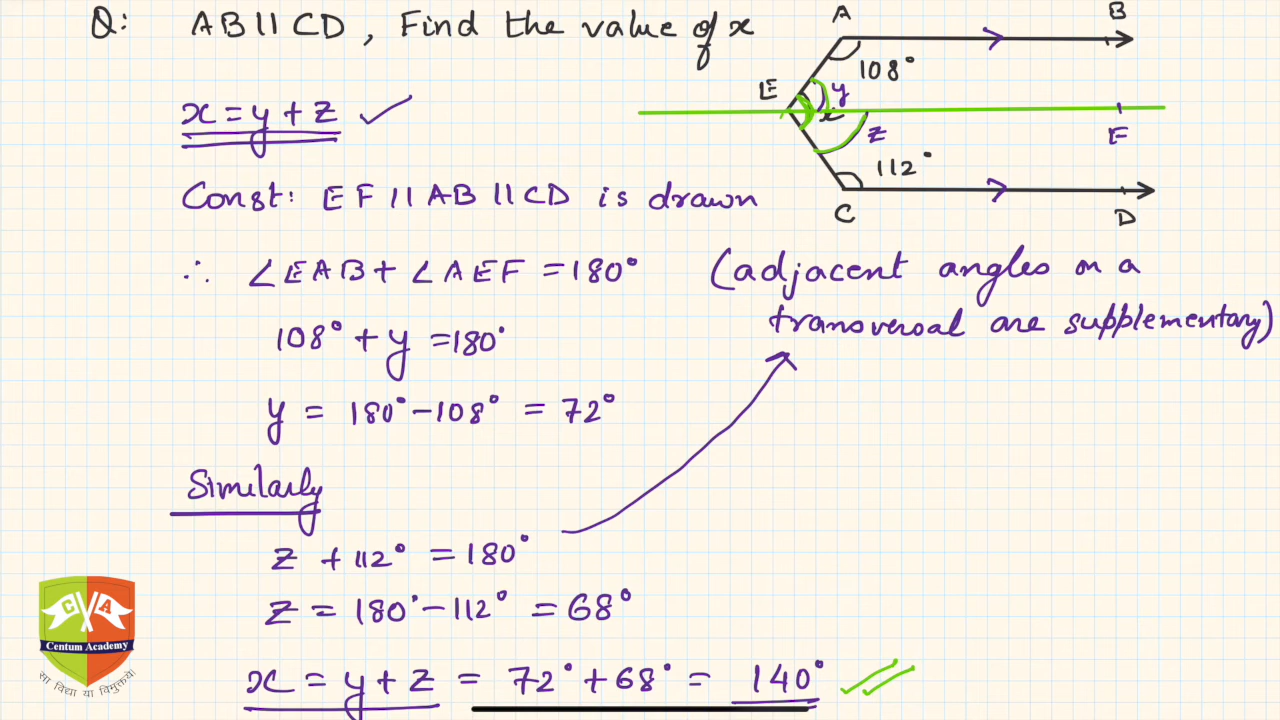 Q: AB || CD, Find the value of x
x = y + z ✓
Const: EF || AB || CD is drawn
∴ ∠EAB + ∠AEF = 180° (adjacent angles on a
transversal are supplementary)
108° + y = 180°
y = 180° - 108° = 72°
Similarly
z + 112° = 180°
z = 180° - 112° = 68°
x = y + z = 72° + 68° = 140°
A
B
108°
E
y
x
z
F
112°
C
D
C A
Centum Academy
सा विद्या या विमुक्तये